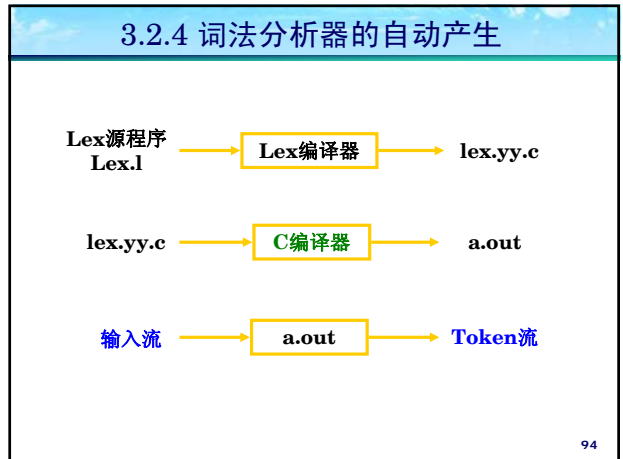 3.2.4 词法分析器的自动产生
Lex源程序
Lex.l
Lex编译器
lex.yy.c
lex.yy.c
C编译器
a.out
输入流
a.out
Token流
94